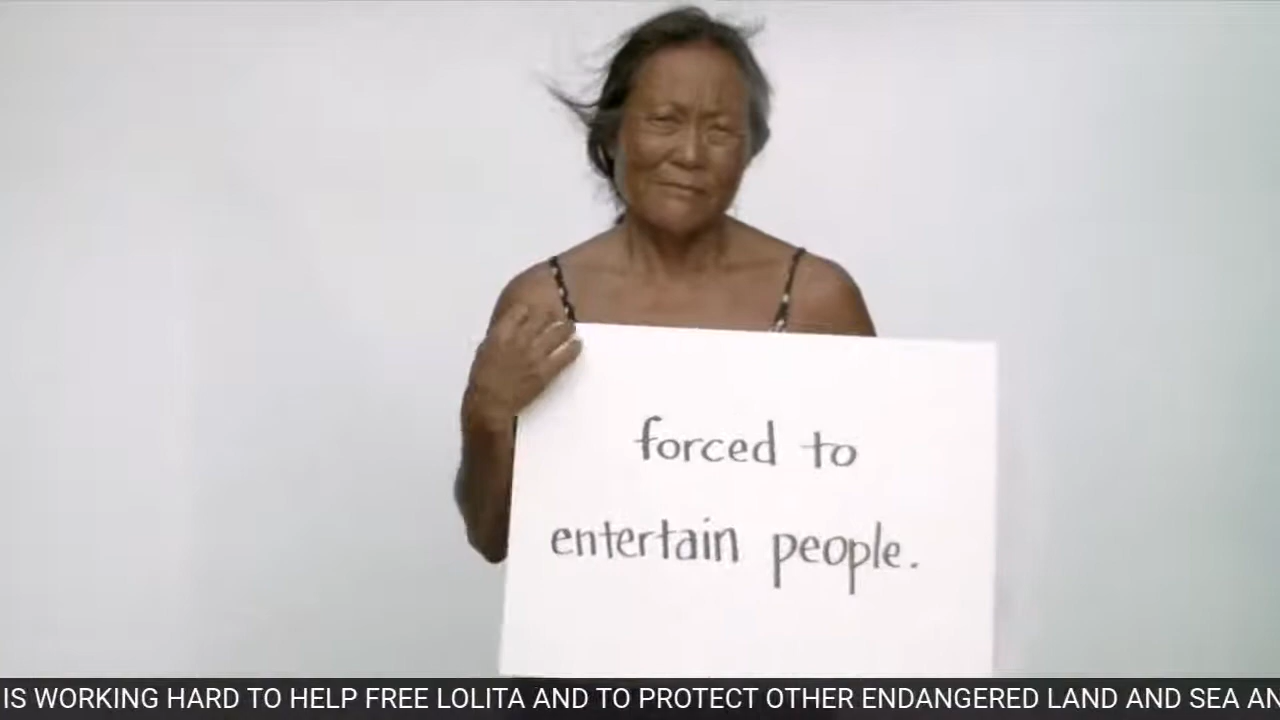 forced to
entertain people.
IS WORKING HARD TO HELP FREE LOLITA AND TO PROTECT OTHER ENDANGERED LAND AND SEA AN